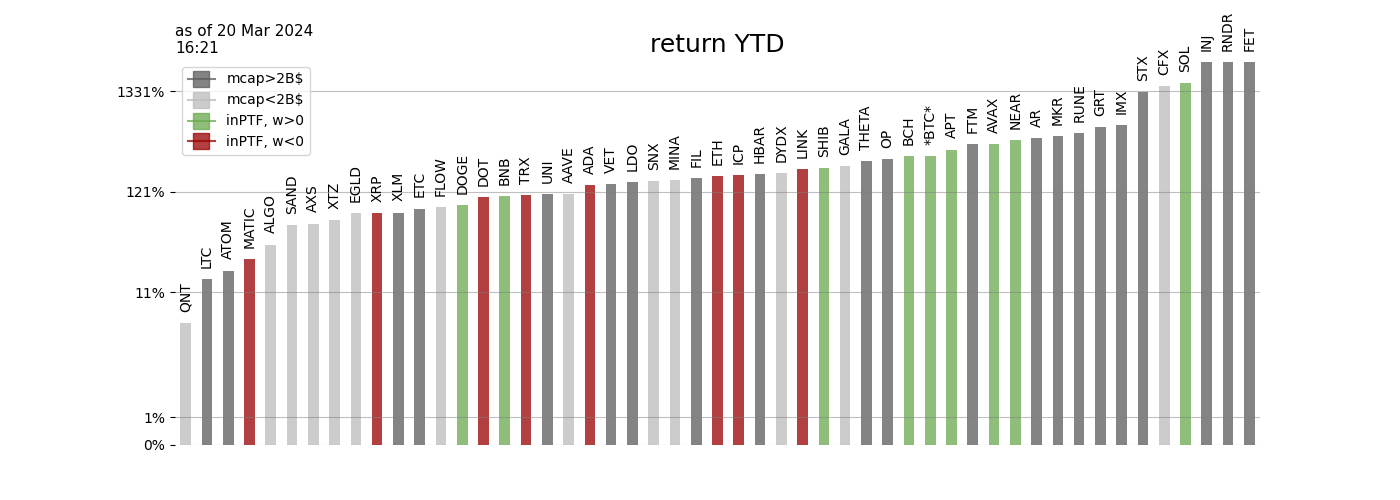 as of 20 Mar 2024
16:21
return YTD
mcap>2B$
mcap<2B$
inPTF, w>0
inPTF, w<0
1331%
121%
11%
1%
0%
QNT
LTC
ATOM
MATIC
ALGO
SAND
AXS
XTZ
EGLD
XRP
XLM
ETC
FLOW
DOGE
DOT
BNB
TRX
UNI
AAVE
ADA
VET
LDO
SNX
MINA
FIL
ETH
ICP
HBAR
DYDX
LINK
SHIB
GALA
THETA
OP
BCH
*BTC*
APT
FTM
AVAX
NEAR
AR
MKR
RUNE
GRT
IMX
STX
CFX
SOL
INJ
RNDR
FET